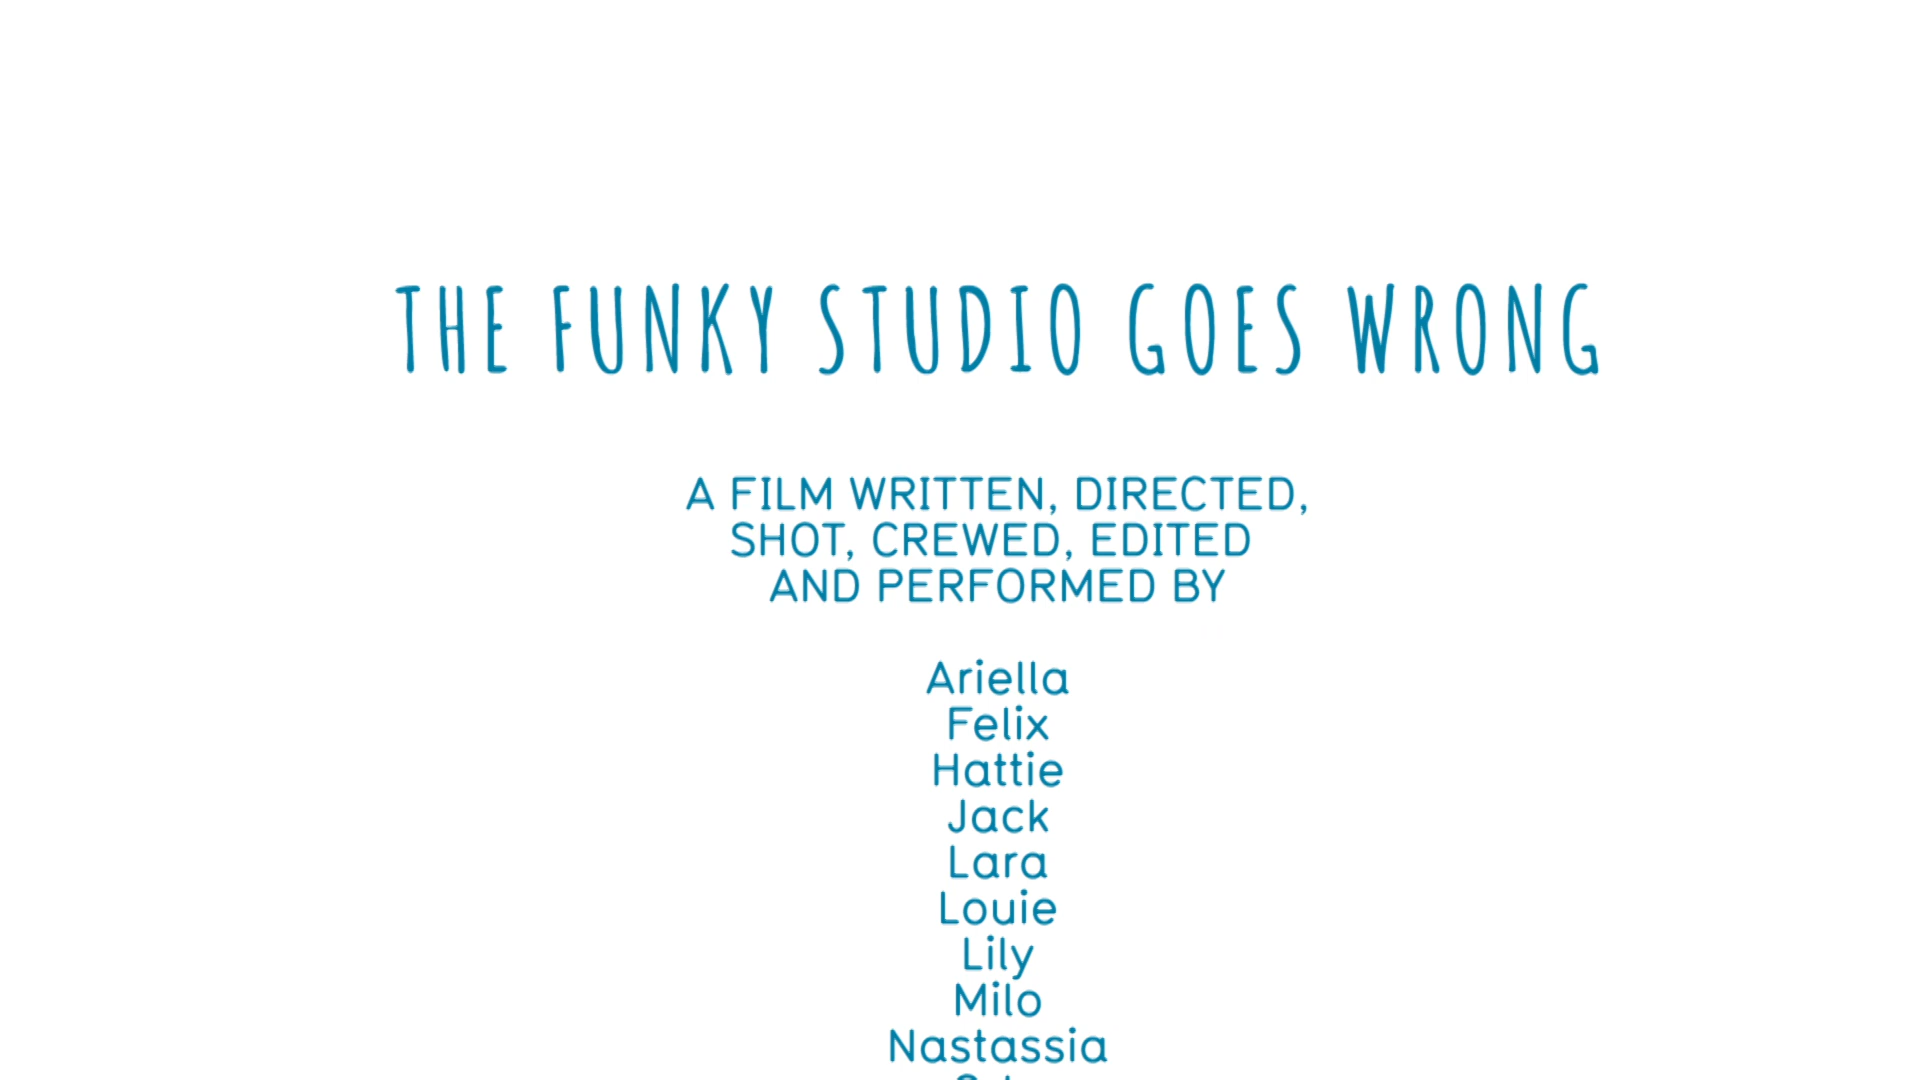 THE FUNKY STUDIO GOES WRONG
A FILM WRITTEN, DIRECTED,
SHOT, CREWED, EDITED
AND PERFORMED BY
Ariella
Felix
Hattie
Jack
Lara
Louie
Lily
Milo
Nastassia